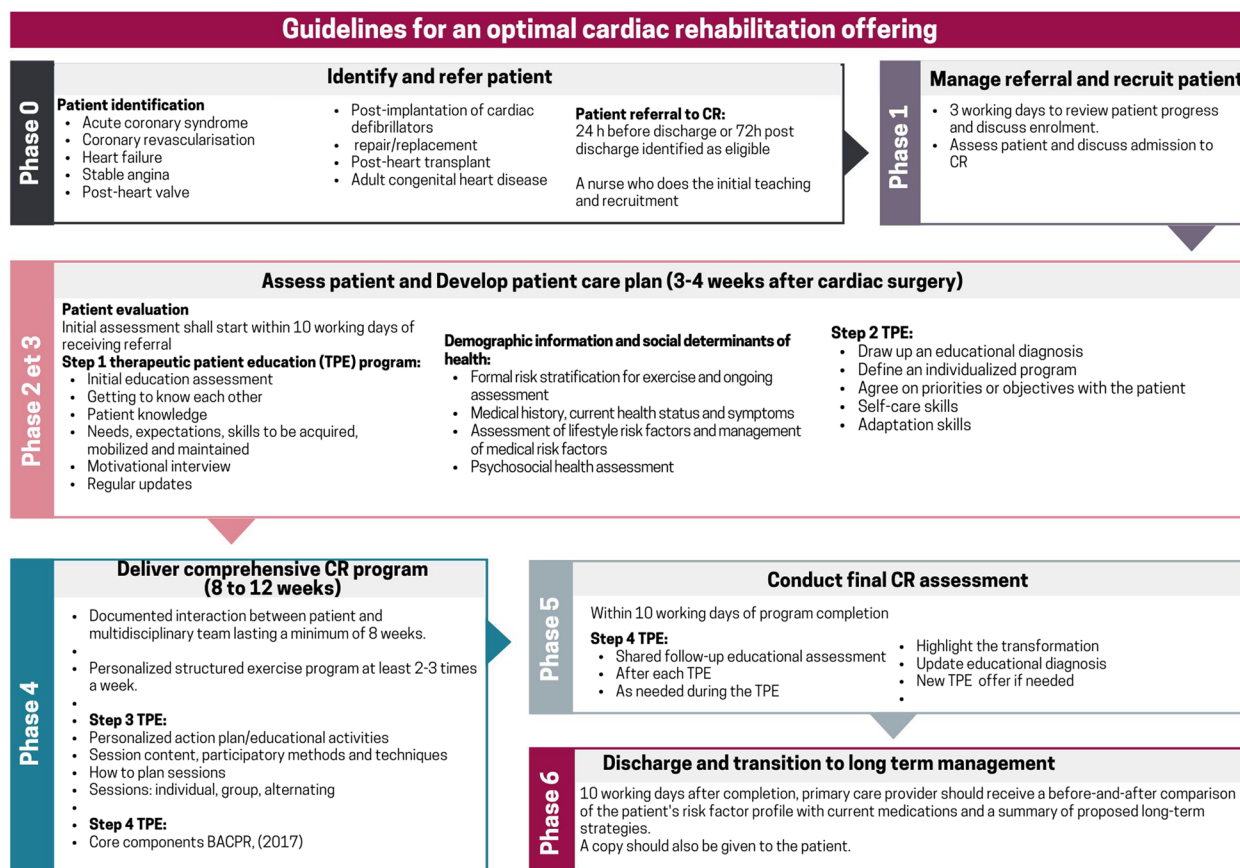 Guidelines for an optimal cardiac rehabilitation offering
Phase 0
Identify and refer patient
Patient identification
• Acute coronary syndrome
• Coronary revascularisation
• Heart failure
• Stable angina
• Post-heart valve
• Post-implantation of cardiac
defibrillators
• repair/replacement
• Post-heart transplant
• Adult congenital heart disease
Patient referral to CR:
24 h before discharge or 72h post
discharge identified as eligible
A nurse who does the initial teaching
and recruitment
Phase 1
Manage referral and recruit patient
• 3 working days to review patient progress
and discuss enrolment.
• Assess patient and discuss admission to
CR
Phase 2 et 3
Assess patient and Develop patient care plan (3-4 weeks after cardiac surgery)
Patient evaluation
Initial assessment shall start within 10 working days of
receiving referral
Step 1 therapeutic patient education (TPE) program:
• Initial education assessment
• Getting to know each other
• Patient knowledge
• Needs, expectations, skills to be acquired,
mobilized and maintained
• Motivational interview
• Regular updates
Demographic information and social determinants of
health:
• Formal risk stratification for exercise and ongoing
assessment
• Medical history, current health status and symptoms
• Assessment of lifestyle risk factors and management
of medical risk factors
• Psychosocial health assessment
Step 2 TPE:
• Draw up an educational diagnosis
• Define an individualized program
• Agree on priorities or objectives with the patient
• Self-care skills
• Adaptation skills
Phase 4
Deliver comprehensive CR program
(8 to 12 weeks)
• Documented interaction between patient and
multidisciplinary team lasting a minimum of 8 weeks.
•
• Personalized structured exercise program at least 2-3 times
a week.
•
• Step 3 TPE:
• Personalized action plan/educational activities
• Session content, participatory methods and techniques
• How to plan sessions
• Sessions: individual, group, alternating
•
• Step 4 TPE:
• Core components BACPR, (2017)
Phase 5
Conduct final CR assessment
Within 10 working days of program completion
Step 4 TPE:
• Shared follow-up educational assessment
• After each TPE
• As needed during the TPE
• Highlight the transformation
• Update educational diagnosis
• New TPE offer if needed
•
Phase 6
Discharge and transition to long term management
10 working days after completion, primary care provider should receive a before-and-after comparison
of the patient's risk factor profile with current medications and a summary of proposed long-term
strategies.
A copy should also be given to the patient.